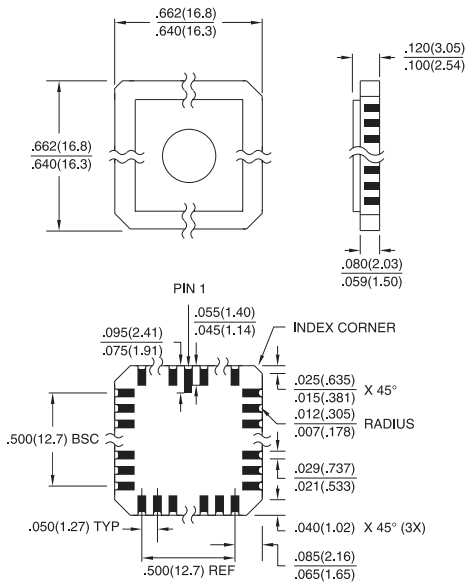 .662(16.8)
.640(16.3)
.120(3.05)
.100(2.54)
.662(16.8)
.640(16.3)
.080(2.03)
.059(1.50)
PIN 1
.055(1.40)
.045(1.14)
INDEX CORNER
.095(2.41)
.075(1.91)
.025(.635)
.015(.381)
X 45°
.012(.305)
.007(.178)
RADIUS
.500(12.7) BSC
.029(.737)
.021(.533)
.050(1.27) TYP
.040(1.02) X 45° (3X)
.500(12.7) REF
.085(2.16)
.065(1.65)